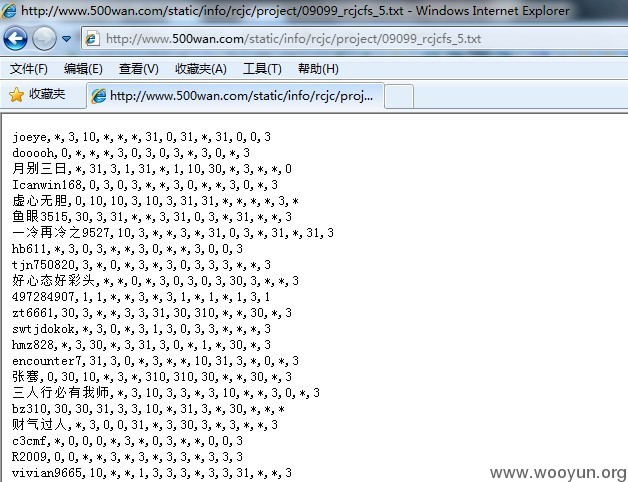 http://www.500wan.com/static/info/rcjc/project/09099_rcjcfs_5.txt - Windows Internet Explorer
http://www.500wan.com/static/info/rcjc/project/09099_rcjcfs_5.txt
文件(F) 编辑(E) 查看(V) 收藏夹(A) 工具(T) 帮助(H)
收藏夹 http://www.500wan.com/static/info/rcjc/proj...
joeye,*,3,10,*,*,*,31,0,31,*,31,0,0,3
dooooh,0,*,*,*,3,0,3,0,3,*,3,0,*,3
月别三日,*,31,3,1,31,*,1,10,30,*,3,*,*,0
Icanwin168,0,3,0,3,*,*,3,0,*,*,3,0,*,3
虚心无胆,0,10,10,3,10,3,31,31,*,*,*,*,3,*
鱼眼3515,30,3,31,*,*,3,31,0,3,*,31,*,*,3
一冷再冷之9527,10,3,*,*,3,*,31,0,3,*,31,*,31,3
hb611,*,3,0,3,*,*,3,0,*,*,3,0,0,3
tjn750820,3,*,0,*,3,0,3,0,3,3,3,*,*,3
好心态好彩头,*,*,0,*,3,0,3,0,3,30,3,*,*,3
497284907,1,1,*,*,3,*,3,1,*,1,*,1,3,1
zt6661,30,3,*,*,3,3,31,30,310,*,*,30,*,3
swtjdokok,*,3,0,*,3,1,3,0,3,3,*,*,*,3
hmz828,*,3,30,*,3,31,3,0,*,1,*,30,*,3
encounter7,31,3,0,*,3,*,*,10,31,3,*,0,*,3
张骞,0,30,10,*,3,*,310,310,30,*,*,30,*,3
三人行必有我师,*,3,10,3,3,*,3,10,*,*,3,0,*,3
bz310,30,30,31,3,3,10,*,31,3,*,30,*,*,*
财气过人,*,3,0,0,31,*,3,30,3,*,3,*,*,3
c3cmf,*,0,0,0,*,3,*,0,3,*,*,0,0,3
R2009,0,0,*,*,3,*,3,*,3,3,*,3,3,3
vivian9665,10,*,*,1,3,3,3,*,3,3,31,*,*,3
www.wooyun.org